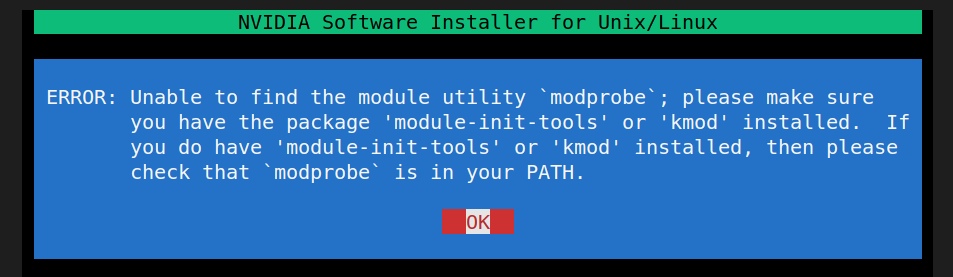 NVIDIA Software Installer for Unix/Linux
ERROR: Unable to find the module utility `modprobe`; please make sure
you have the package 'module-init-tools' or 'kmod' installed.  If
you do have 'module-init-tools' or 'kmod' installed, then please
check that `modprobe` is in your PATH.
OK